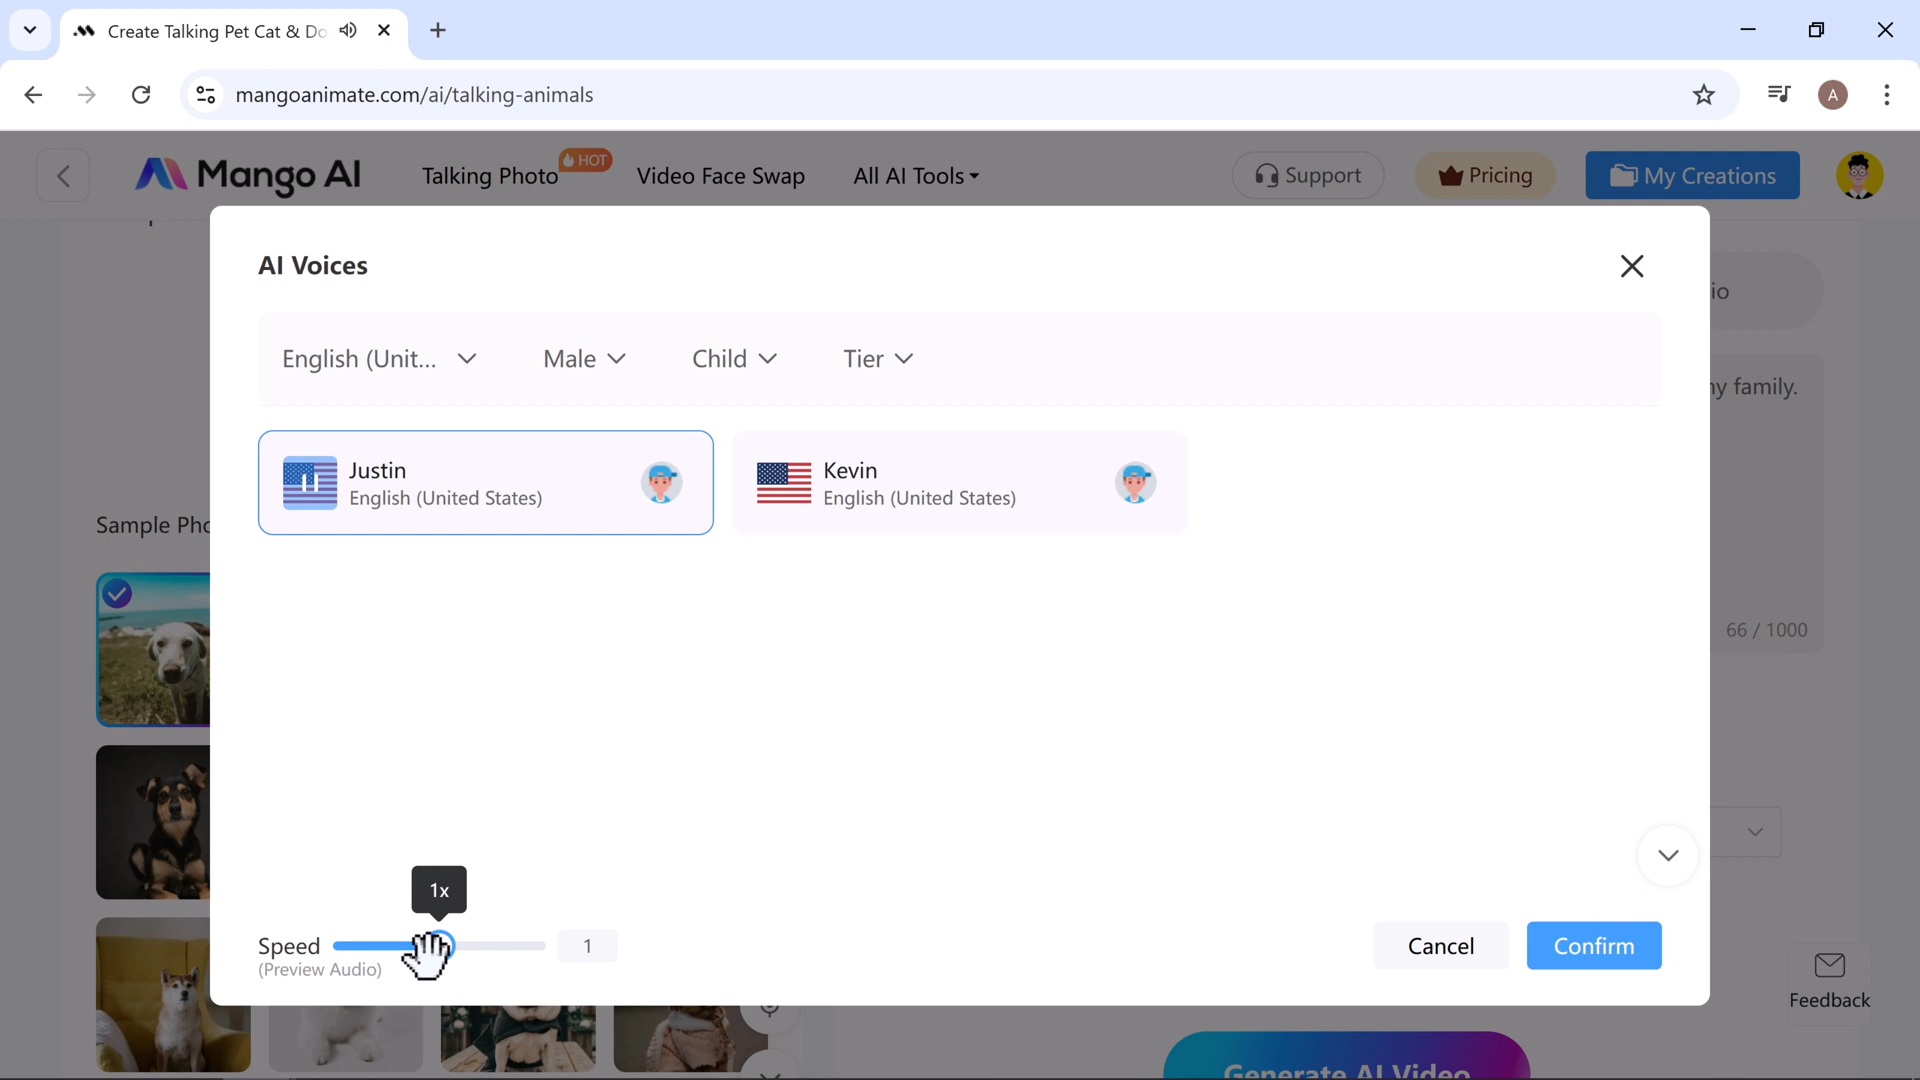 Create Talking Pet Cat & Do
mangoanimate.com/ai/talking-animals
A
Mango AI
Talking Photo
HOT
Video Face Swap
All AI Tools
Support
Pricing
My Creations
AI Voices
io
English (Unit...
Male
Child
Tier
my family.
Justin
English (United States)
Kevin
English (United States)
Sample Pho
66 / 1000
1x
Speed
(Preview Audio)
1
Cancel
Confirm
Feedback
Generate AI Video